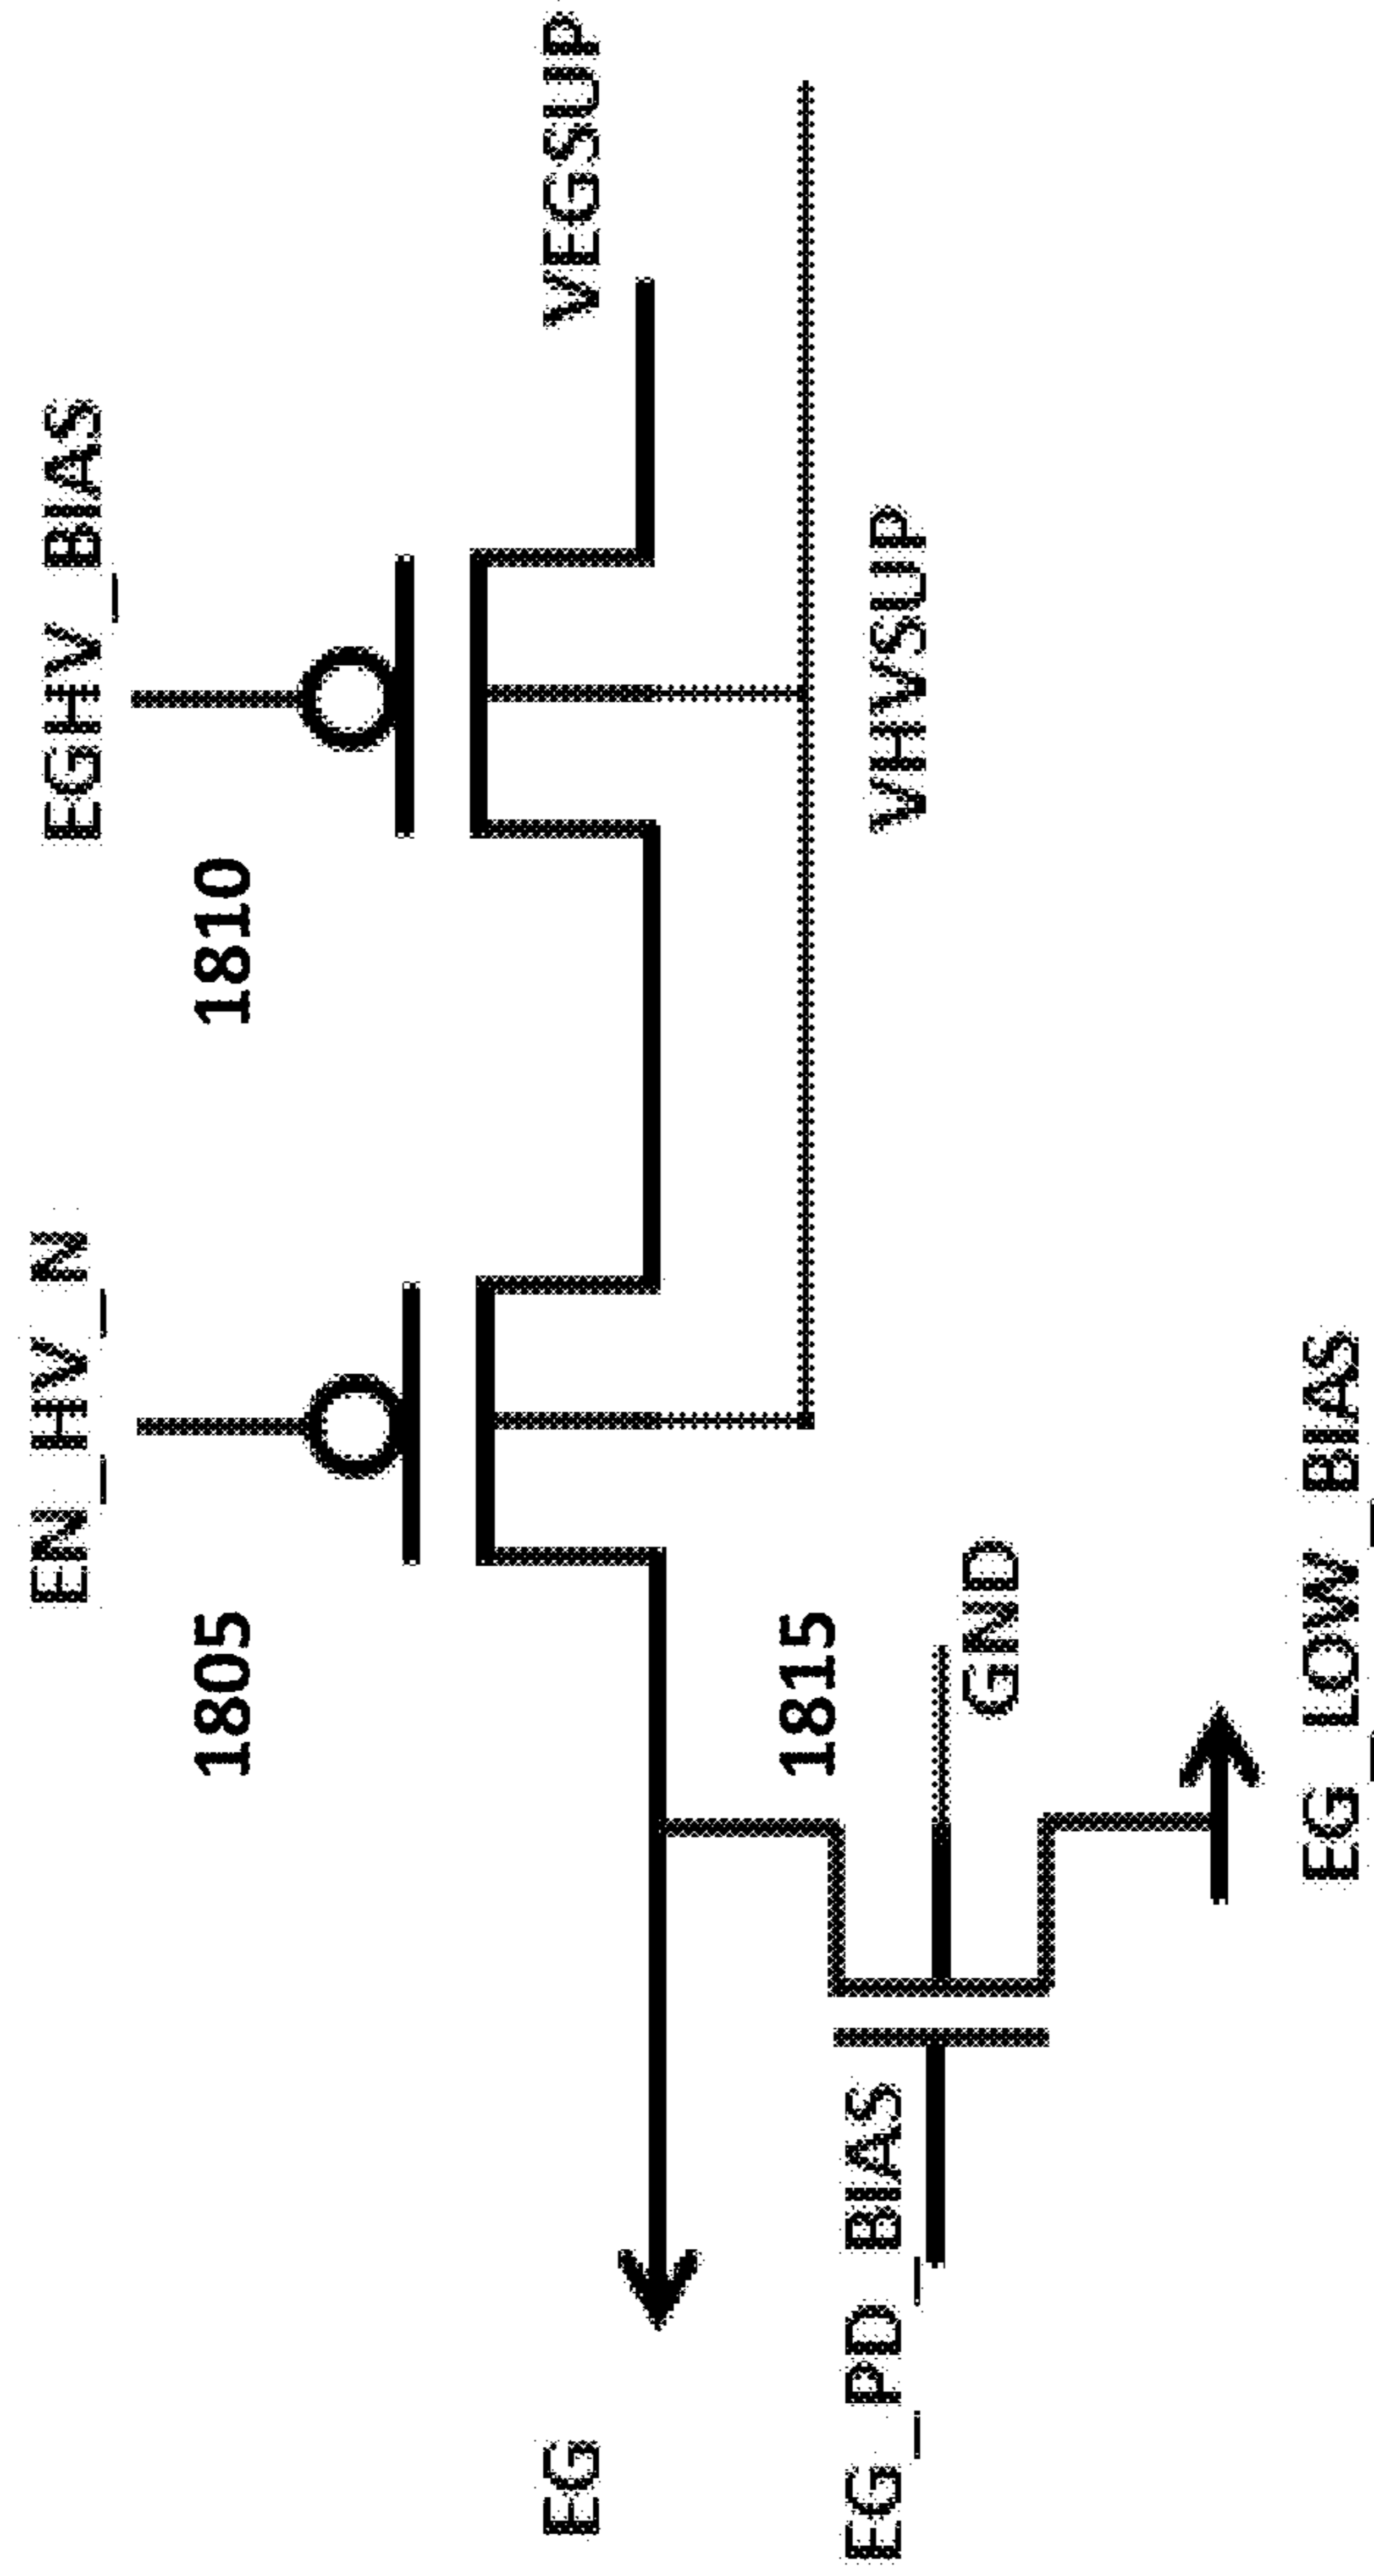 EN_HV_N
EGHV_BIAS
1805
1810
EG
VEGSUP
1815
EG_PD_BIAS
VHVSUP
GND
EG_LOW_BIAS